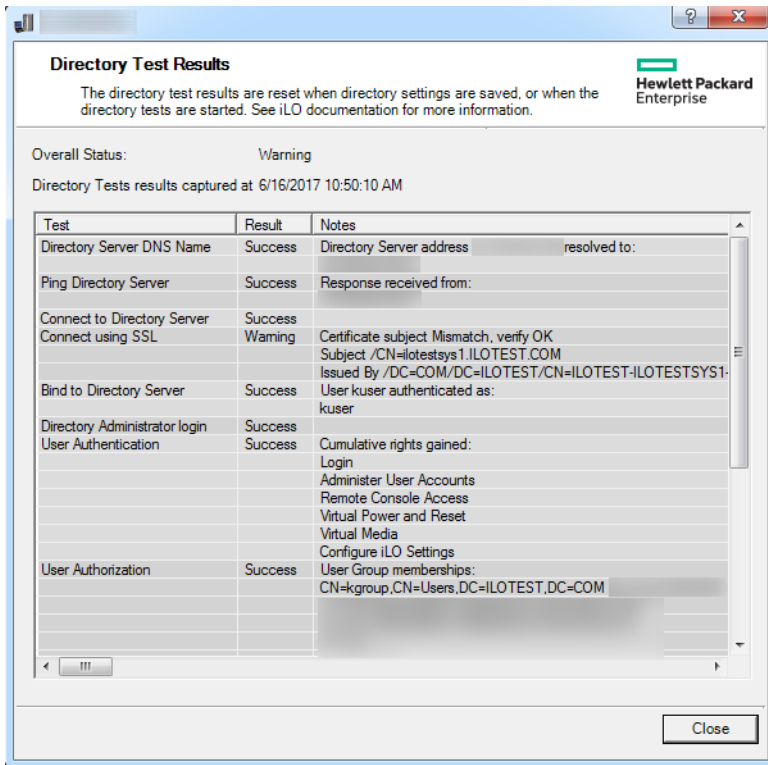 Directory Test Results
The directory test results are reset when directory settings are saved, or when the
directory tests are started. See iLO documentation for more information.
Hewlett Packard
Enterprise
Overall Status: Warning
Directory Tests results captured at 6/16/2017 10:50:10 AM
Test Result Notes
Directory Server DNS Name Success Directory Server address resolved to:
Ping Directory Server Success Response received from:
Connect to Directory Server Success
Connect using SSL Warning Certificate subject Mismatch, verify OK
Subject /CN=ilotestsys1.ILOTEST.COM
Issued By /DC=COM/DC=ILOTEST/CN=ILOTEST-ILOTESTSYS1-
Bind to Directory Server Success User kuser authenticated as:
kuser
Directory Administrator login Success
User Authentication Success Cumulative rights gained:
Login
Administer User Accounts
Remote Console Access
Virtual Power and Reset
Virtual Media
Configure iLO Settings
User Authorization Success User Group memberships:
CN=kgroup,CN=Users,DC=ILOTEST,DC=COM
Close